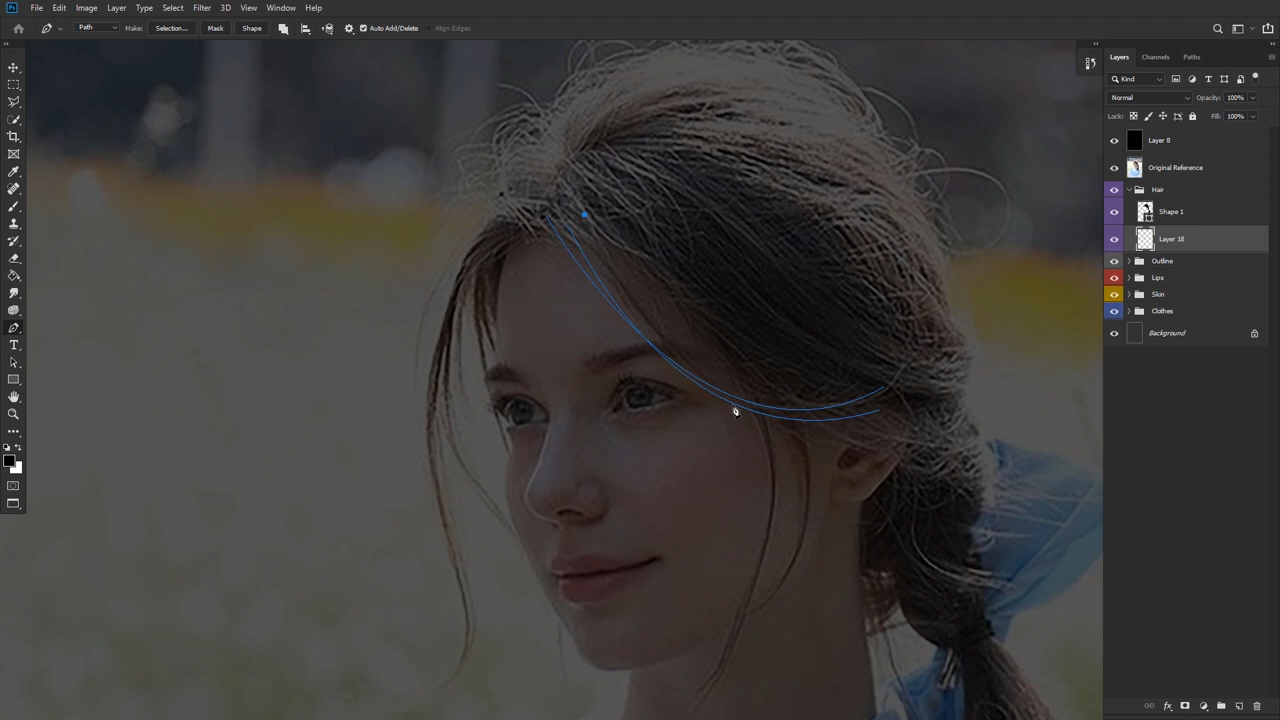 Ps File Edit Image Layer Type Select Filter 3D View Window Help
Path Make: Selection... Mask Shape Auto Add/Delete Align Edges
Layers Channels Paths
Kind
Normal Opacity: 100%
Lock: Fill: 100%
Layer 8
Original Reference
Hair
Shape 1
Layer 18
Outline
Lips
Skin
Clothes
Background
T
fx